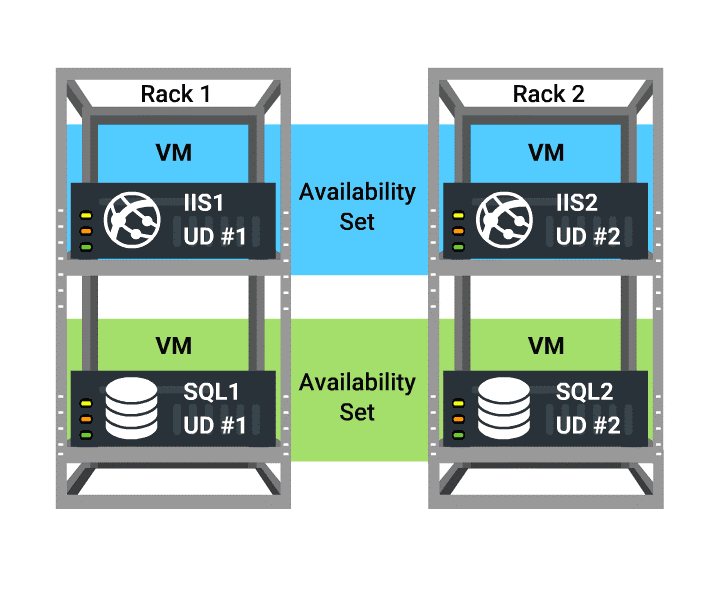 Rack 1
Rack 2
VM
VM
Availability
Set
IIS1
UD #1
IIS2
UD #2
VM
VM
Availability
Set
SQL1
UD #1
SQL2
UD #2